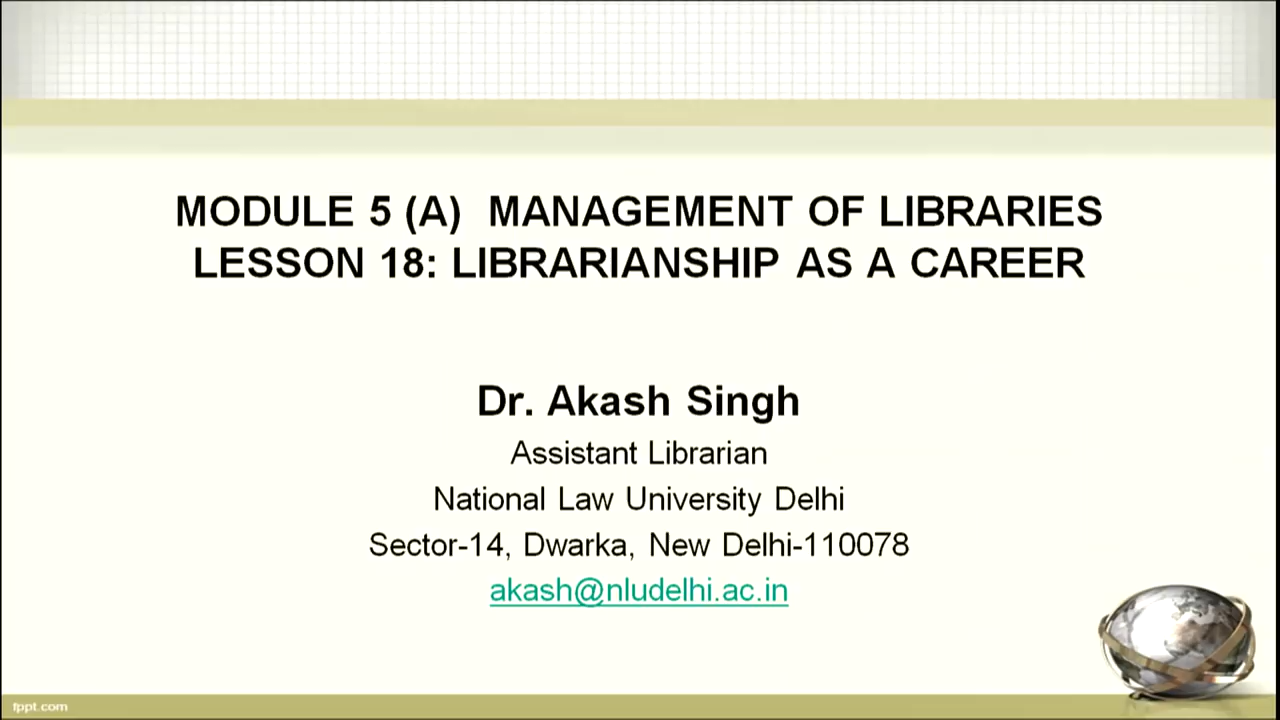 MODULE 5 (A)  MANAGEMENT OF LIBRARIES
LESSON 18: LIBRARIANSHIP AS A CAREER
Dr. Akash Singh
Assistant Librarian
National Law University Delhi
Sector-14, Dwarka, New Delhi-110078
akash@nludelhi.ac.in
fppt.com